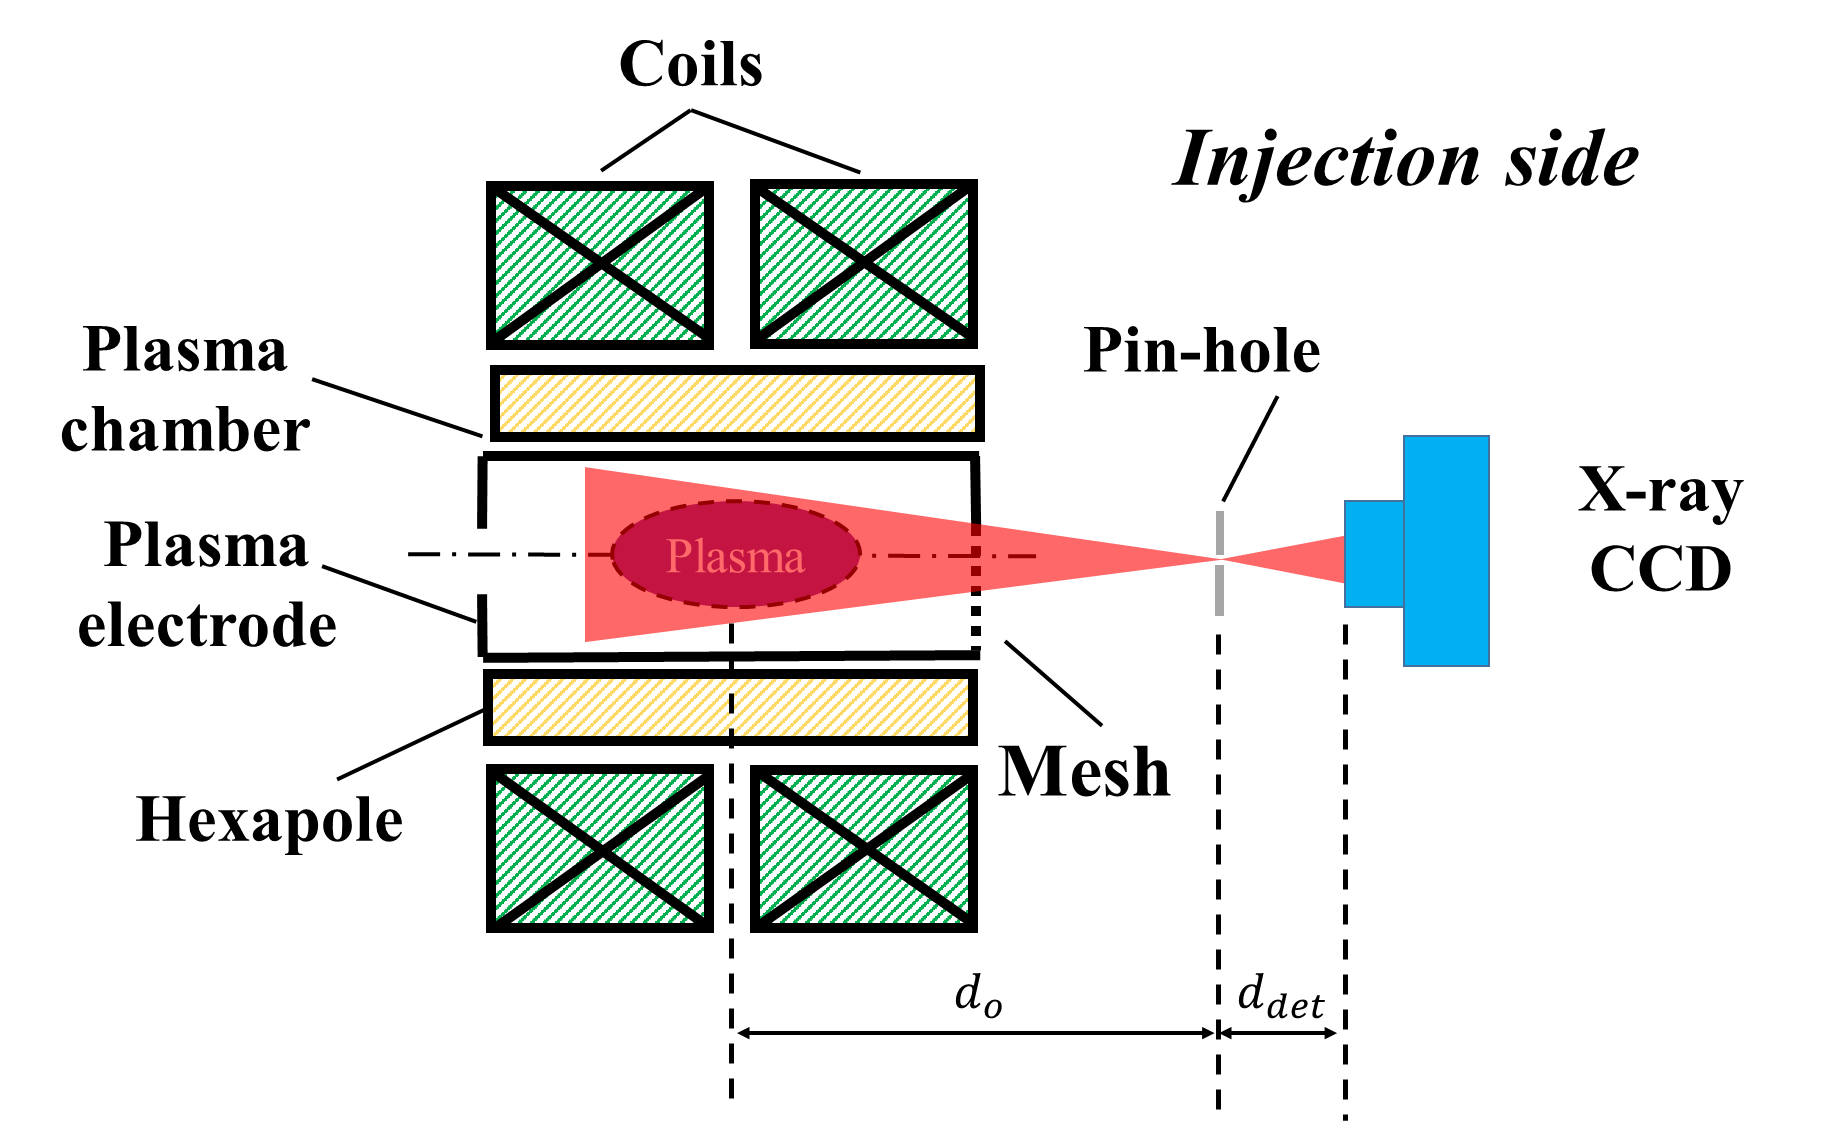 Coils
Injection side
Plasma
chamber
Pin-hole
X-ray
CCD
Plasma
electrode
Plasma
Mesh
Hexapole
d_o
d_det